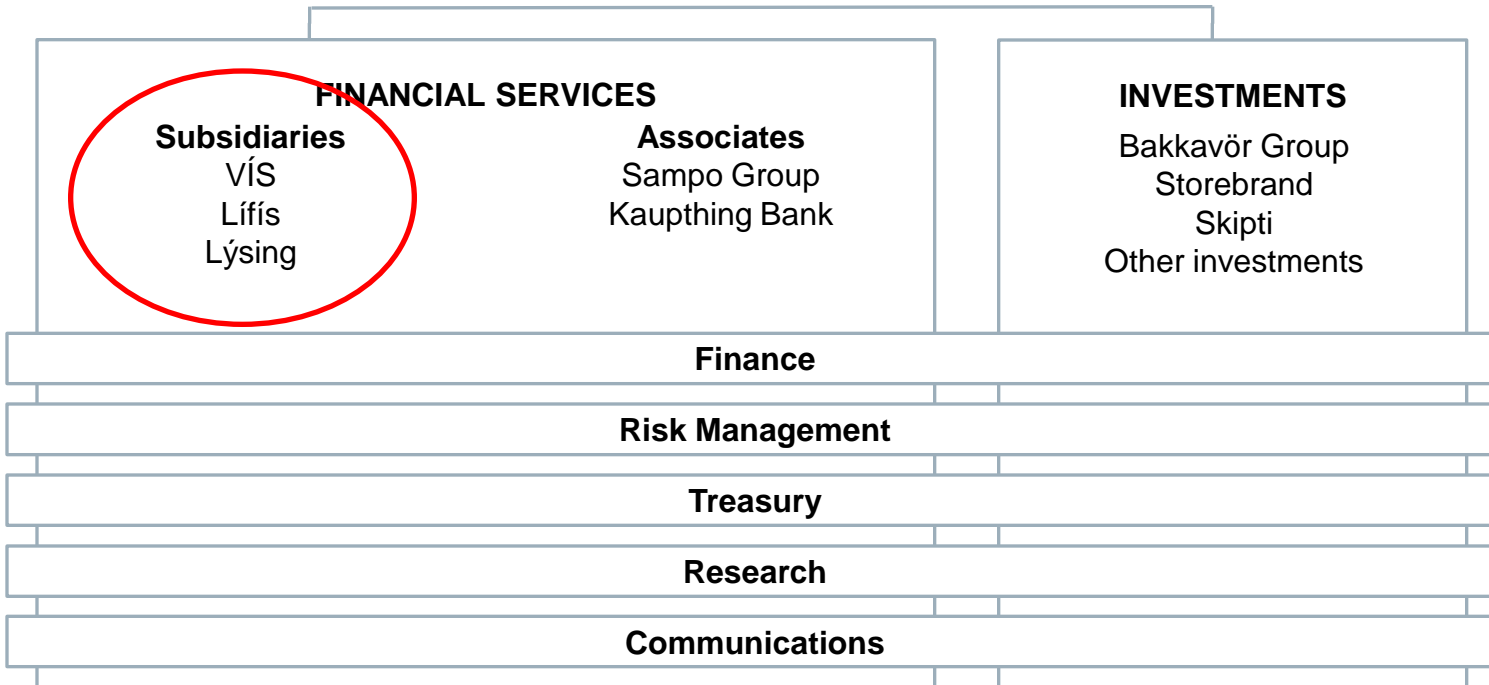 FINANCIAL SERVICES
Subsidiaries
VÍS
Lífís
Lýsing
Associates
Sampo Group
Kaupthing Bank
INVESTMENTS
Bakkavör Group
Storebrand
Skipti
Other investments
Finance
Risk Management
Treasury
Research
Communications